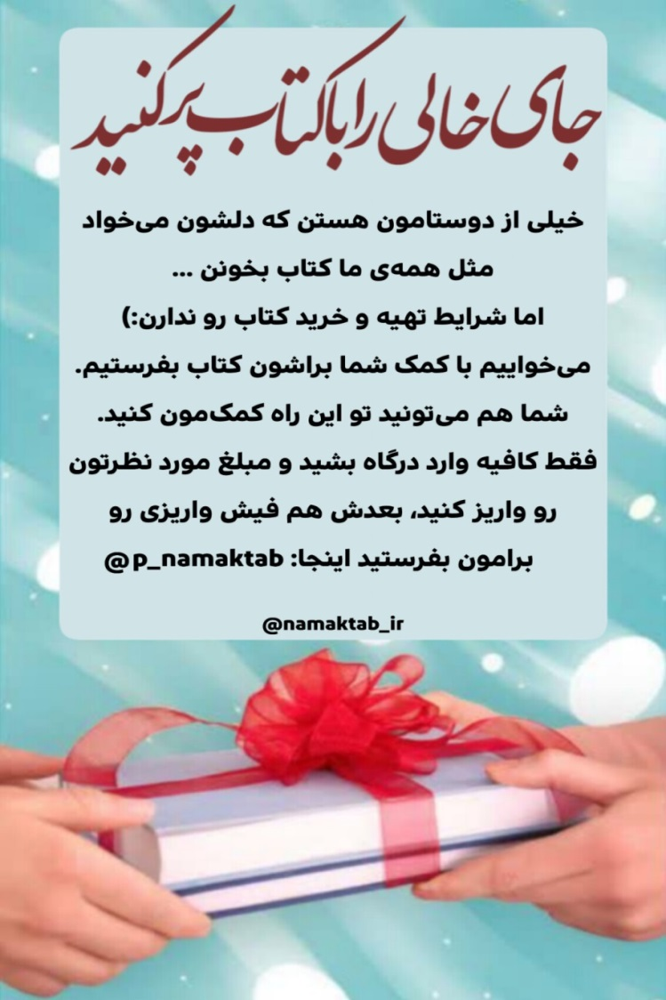 جای خالی را با کتاب پر کنید
خیلی از دوستامون هستن که دلشون می‌خواد
مثل همه‌ی ما کتاب بخونن ...
اما شرایط تهیه و خرید کتاب رو ندارن:)
می‌خواییم با کمک شما براشون کتاب بفرستیم.
شما هم می‌تونید تو این راه کمک‌مون کنید.
فقط کافیه وارد درگاه بشید و مبلغ مورد نظرتون
رو واریز کنید، بعدش هم فیش واریزی رو
برامون بفرستید اینجا: @p_namaktab
@namaktab_ir